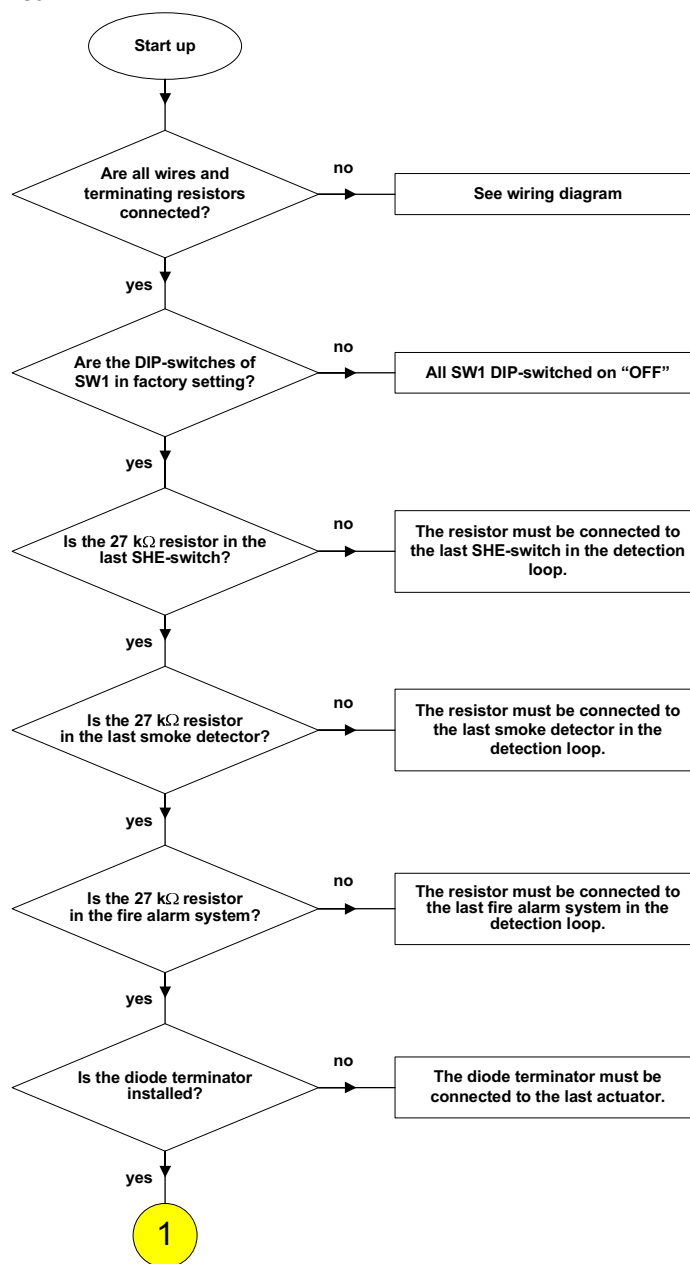 Start up
Are all wires and
terminating resistors
connected?
no
See wiring diagram
yes
Are the DIP-switches of
SW1 in factory setting?
no
All SW1 DIP-switched on “OFF”
yes
Is the 27 kΩ resistor in the
last SHE-switch?
no
The resistor must be connected to
the last SHE-switch in the detection
loop.
yes
Is the 27 kΩ resistor
in the last smoke detector?
no
The resistor must be connected to
the last smoke detector in the
detection loop.
yes
Is the 27 kΩ resistor
in the fire alarm system?
no
The resistor must be connected to
the last fire alarm system in the
detection loop.
yes
Is the diode terminator
installed?
no
The diode terminator must be
connected to the last actuator.
yes
1